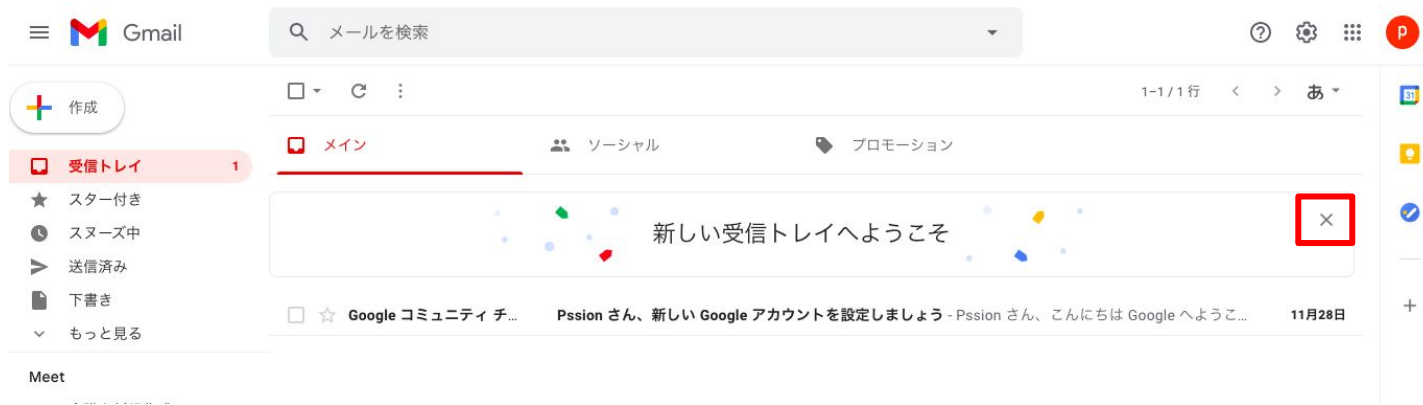 Gmail
メールを検索
p
作成
1–1 / 1 行
あ
31
メイン
ソーシャル
プロモーション
受信トレイ 1
スター付き
スヌーズ中
送信済み
下書き
もっと見る
新しい受信トレイへようこそ
Google コミュニティ チ... Pssion さん、新しい Google アカウントを設定しましょう - Pssion さん、こんにちは Google へようこ... 11月28日
Meet